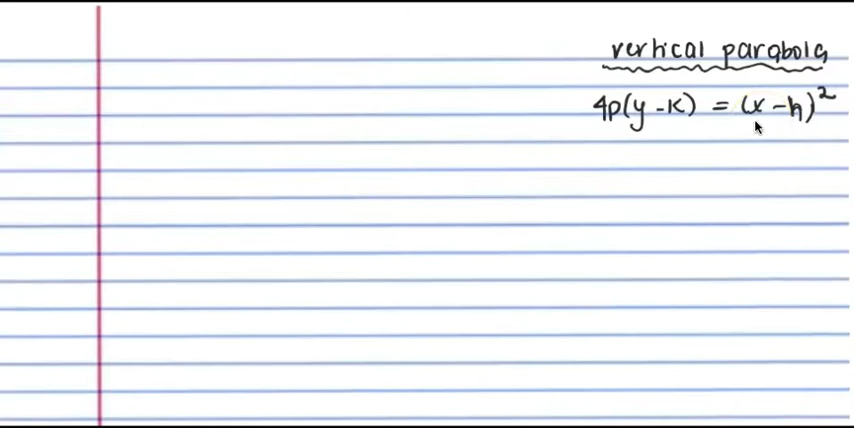 vertical parabola
4p(y-k) = (x-h)²